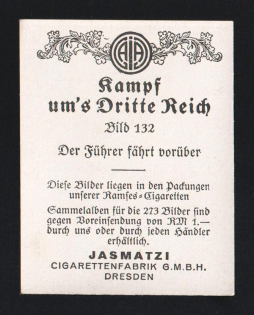 Kampf
um's Dritte Reich
Bild 132
Der Führer fährt vorüber
Diese Bilder liegen in den Packungen
unserer Ramses=Cigaretten
Sammelalben für die 273 Bilder sind
gegen Voreinsendung von RM 1.—
durch uns oder durch jeden Händler
erhältlich.
JASMATZI
CIGARETTENFABRIK G.M.B.H.
DRESDEN